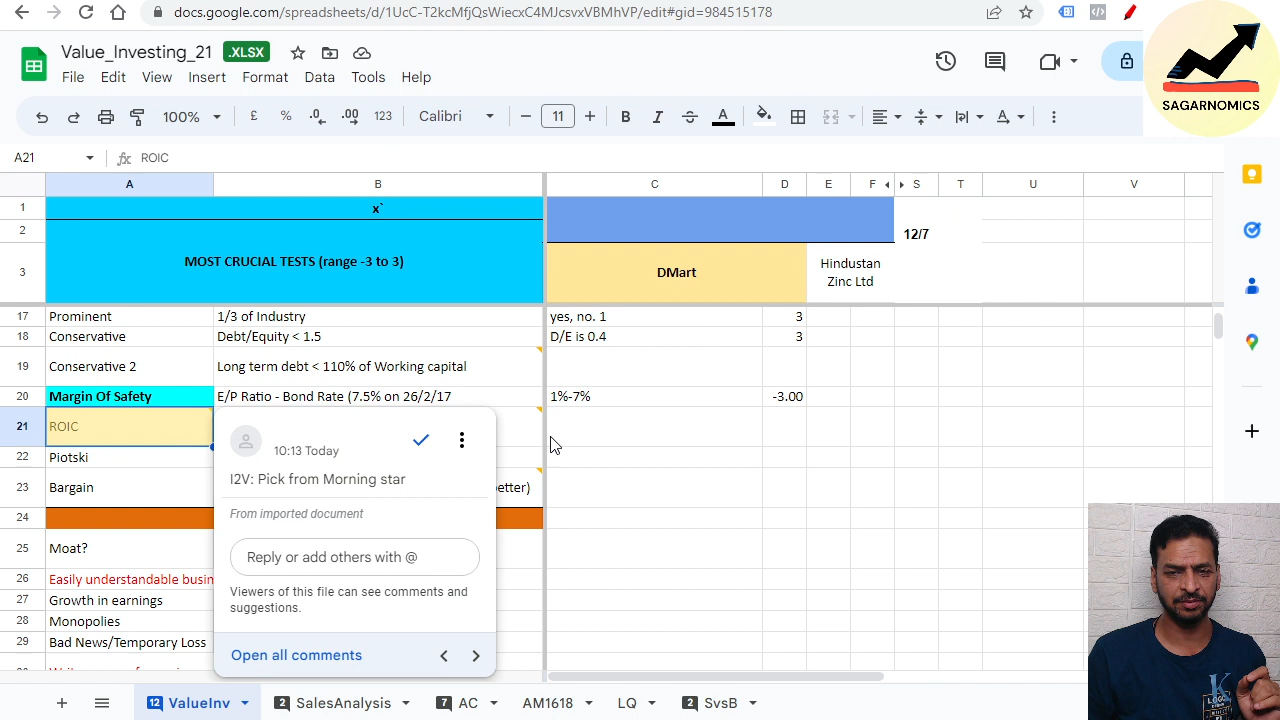 docs.google.com/spreadsheets/d/1UcC-T2kcMfjQsWiecxC4MJcsvxVBMhVP/edit#gid=984515178
Value_Investing_21 .XLSX
File Edit View Insert Format Data Tools Help
SAGARNOMICS
100% £ % .0 .00 123 Calibri 11 B I S A A
A21 fx ROIC
A B C D E F S T U V
1 x`
2 12/7
3 MOST CRUCIAL TESTS (range -3 to 3) DMart Hindustan
Zinc Ltd
17 Prominent 1/3 of Industry yes, no. 1 3
18 Conservative Debt/Equity < 1.5 D/E is 0.4 3
19 Conservative 2 Long term debt < 110% of Working capital
20 Margin Of Safety E/P Ratio - Bond Rate (7.5% on 26/2/17 1%-7% -3.00
21 ROIC
22 Piotski
23 Bargain etter)
24
25 Moat?
26 Easily understandable busin
27 Growth in earnings
28 Monopolies
29 Bad News/Temporary Loss
10:13 Today
I2V: Pick from Morning star
From imported document
Reply or add others with @
Viewers of this file can see comments and
suggestions.
Open all comments
12 ValueInv 2 SalesAnalysis 7 AC AM1618 LQ 2 SvsB
K
LOGO